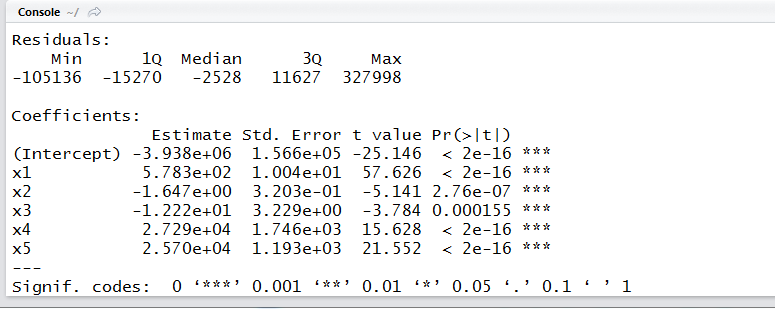 Console ~/
Residuals:
Min 1Q Median 3Q Max
-105136 -15270 -2528 11627 327998
Coefficients:
Estimate Std. Error t value Pr(>|t|)
(Intercept) -3.938e+06 1.566e+05 -25.146 < 2e-16 ***
x1 5.783e+02 1.004e+01 57.626 < 2e-16 ***
x2 -1.647e+00 3.203e-01 -5.141 2.76e-07 ***
x3 -1.222e+01 3.229e+00 -3.784 0.000155 ***
x4 2.729e+04 1.746e+03 15.628 < 2e-16 ***
x5 2.570e+04 1.193e+03 21.552 < 2e-16 ***
---
Signif. codes: 0 ‘***’ 0.001 ‘**’ 0.01 ‘*’ 0.05 ‘.’ 0.1 ‘ ’ 1